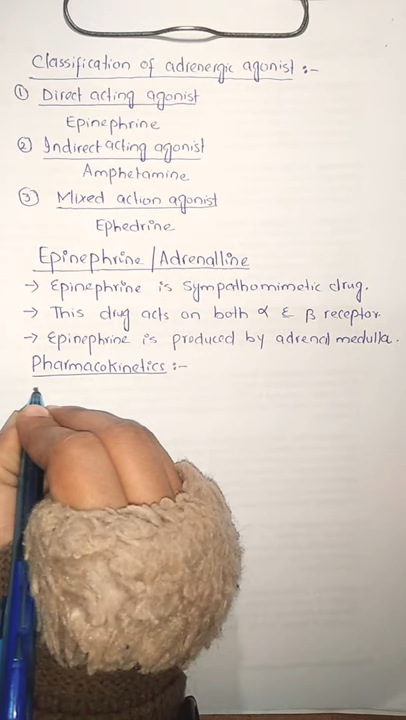 Classification of adrenergic agonist :-
① Direct acting agonist
Epinephrine
② Indirect acting agonist
Amphetamine
③ Mixed action agonist
Ephedrine
Epinephrine/Adrenalline
→ Epinephrine is sympathomimetic drug.
→ This drug acts on both α & β receptor.
→ Epinephrine is produced by adrenal medulla.
Pharmacokinetics :-